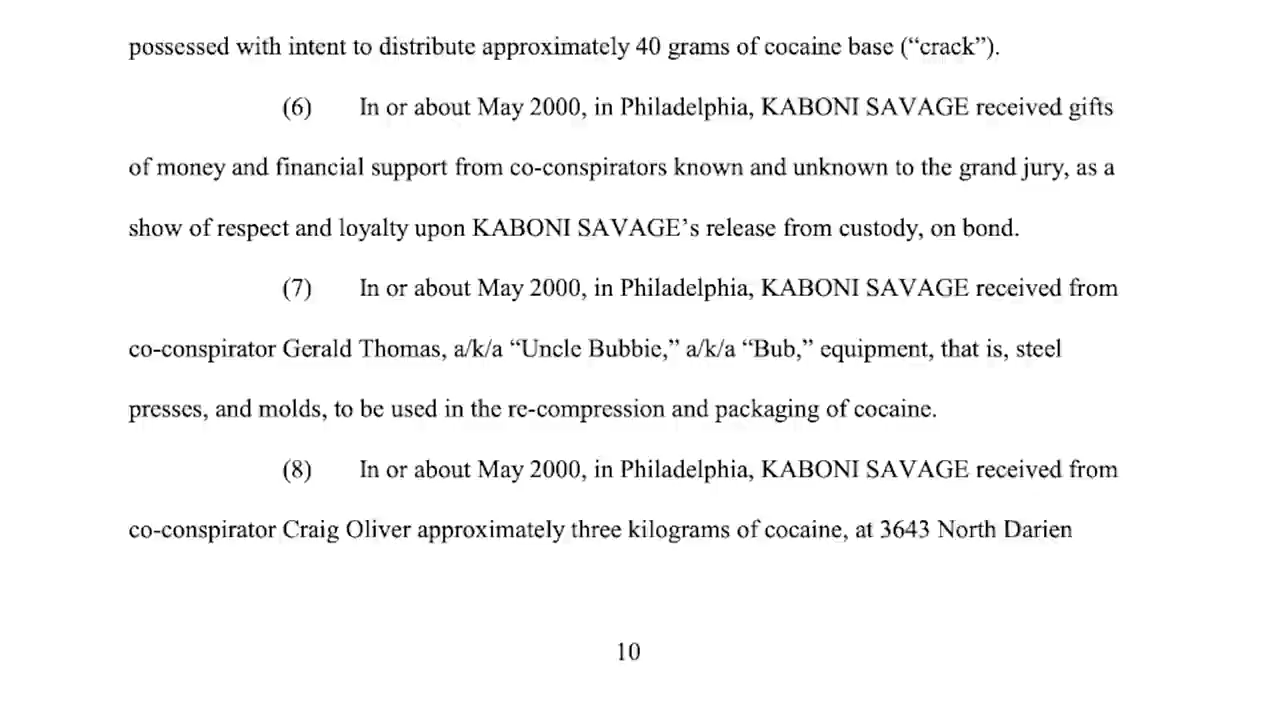 possessed with intent to distribute approximately 40 grams of cocaine base (“crack”).
(6) In or about May 2000, in Philadelphia, KABONI SAVAGE received gifts
of money and financial support from co-conspirators known and unknown to the grand jury, as a
show of respect and loyalty upon KABONI SAVAGE’s release from custody, on bond.
(7) In or about May 2000, in Philadelphia, KABONI SAVAGE received from
co-conspirator Gerald Thomas, a/k/a “Uncle Bubbie,” a/k/a “Bub,” equipment, that is, steel
presses, and molds, to be used in the re-compression and packaging of cocaine.
(8) In or about May 2000, in Philadelphia, KABONI SAVAGE received from
co-conspirator Craig Oliver approximately three kilograms of cocaine, at 3643 North Darien
10